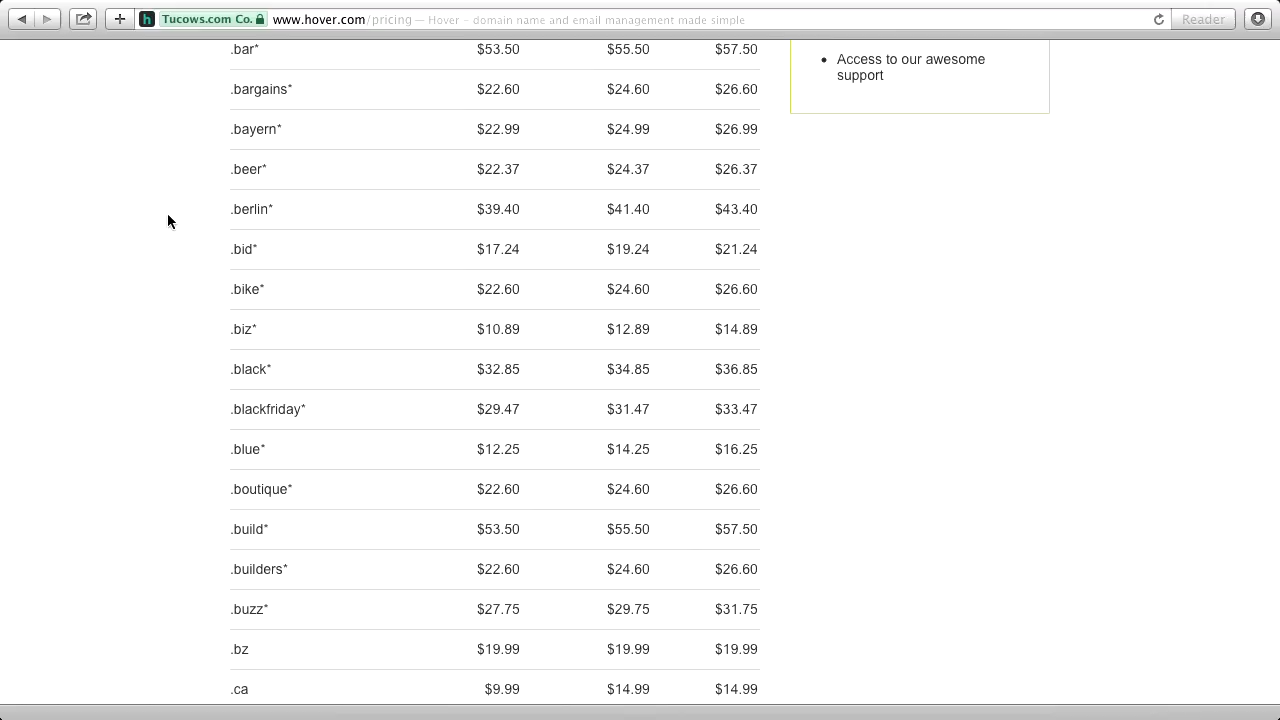 Tucows.com Co. www.hover.com/pricing — Hover – domain name and email management made simple Reader
.bar* $53.50 $55.50 $57.50
.bargains* $22.60 $24.60 $26.60
.bayern* $22.99 $24.99 $26.99
.beer* $22.37 $24.37 $26.37
.berlin* $39.40 $41.40 $43.40
.bid* $17.24 $19.24 $21.24
.bike* $22.60 $24.60 $26.60
.biz* $10.89 $12.89 $14.89
.black* $32.85 $34.85 $36.85
.blackfriday* $29.47 $31.47 $33.47
.blue* $12.25 $14.25 $16.25
.boutique* $22.60 $24.60 $26.60
.build* $53.50 $55.50 $57.50
.builders* $22.60 $24.60 $26.60
.buzz* $27.75 $29.75 $31.75
.bz $19.99 $19.99 $19.99
.ca $9.99 $14.99 $14.99
• Access to our awesome
support